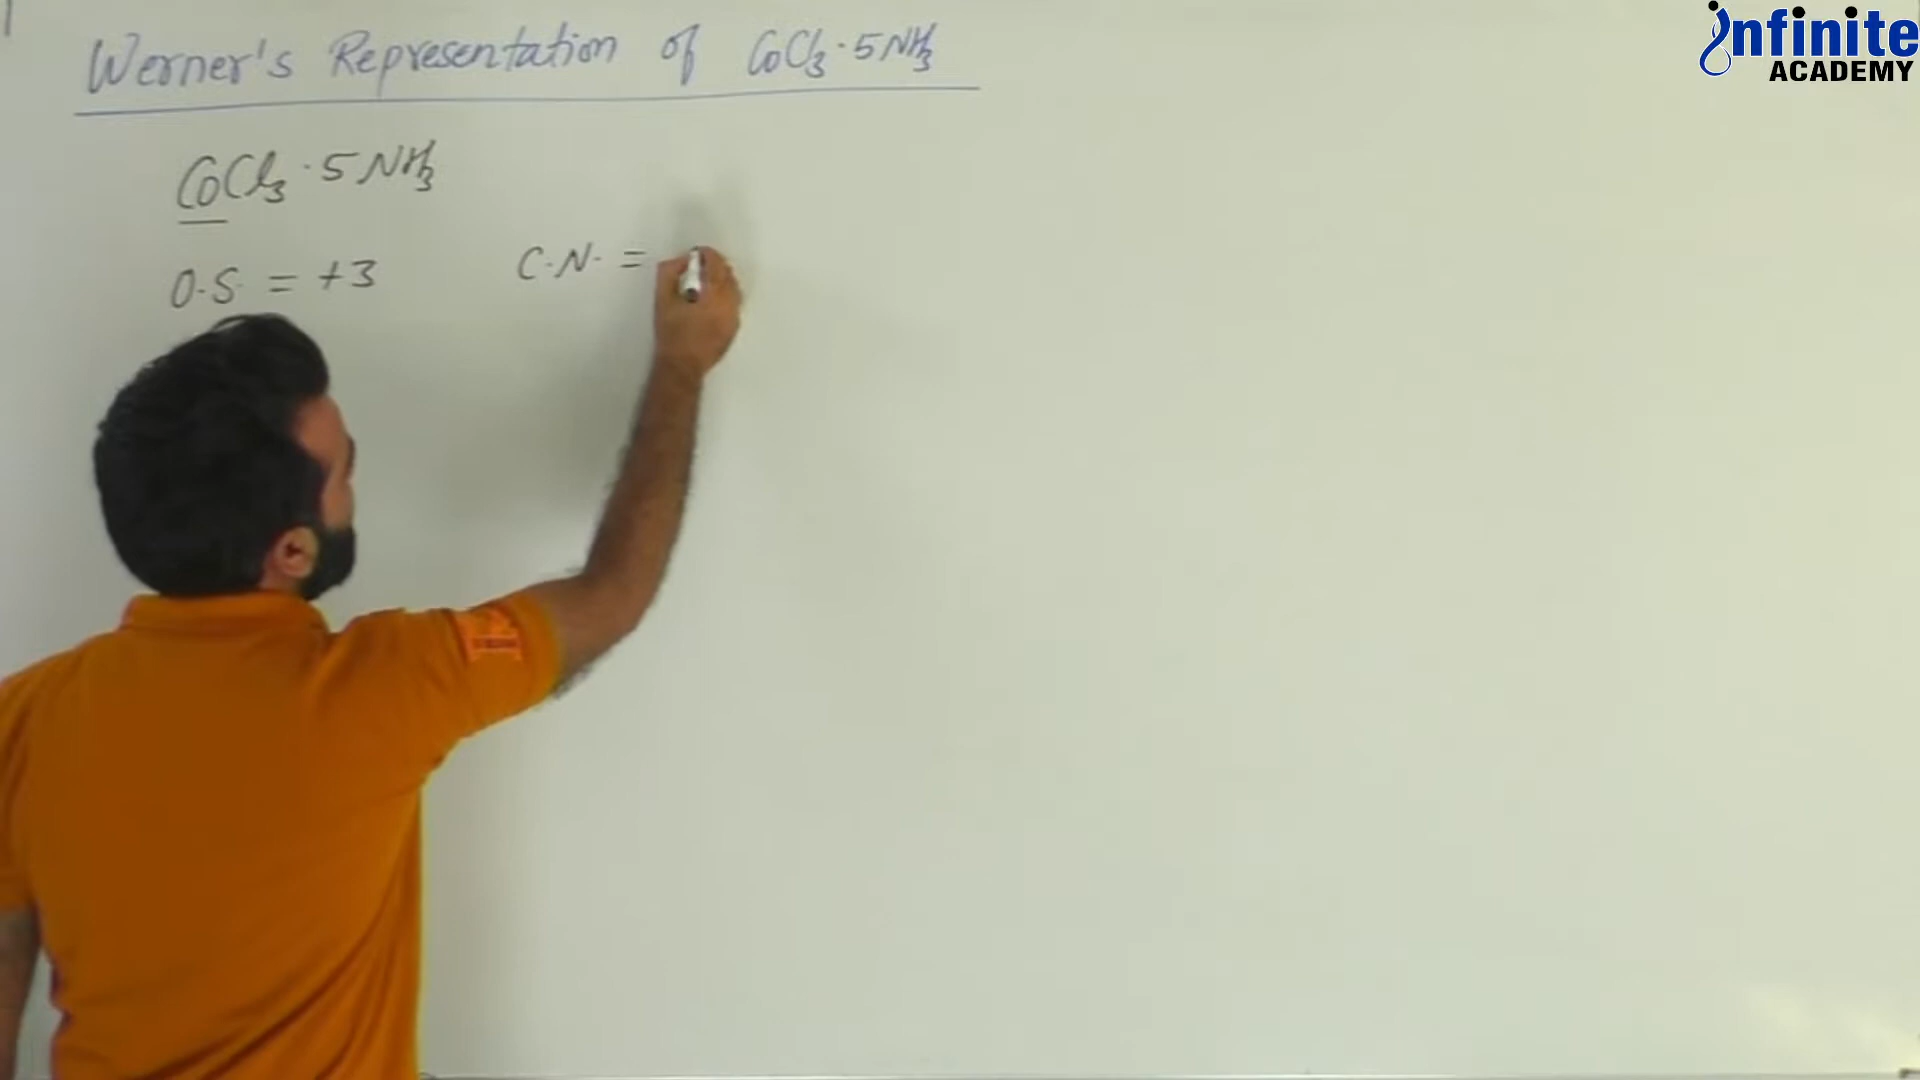 Werner's Representation of CoCl₃·5NH₃
infinite
ACADEMY
CoCl₃·5NH₃
O.S. = +3 C.N. =